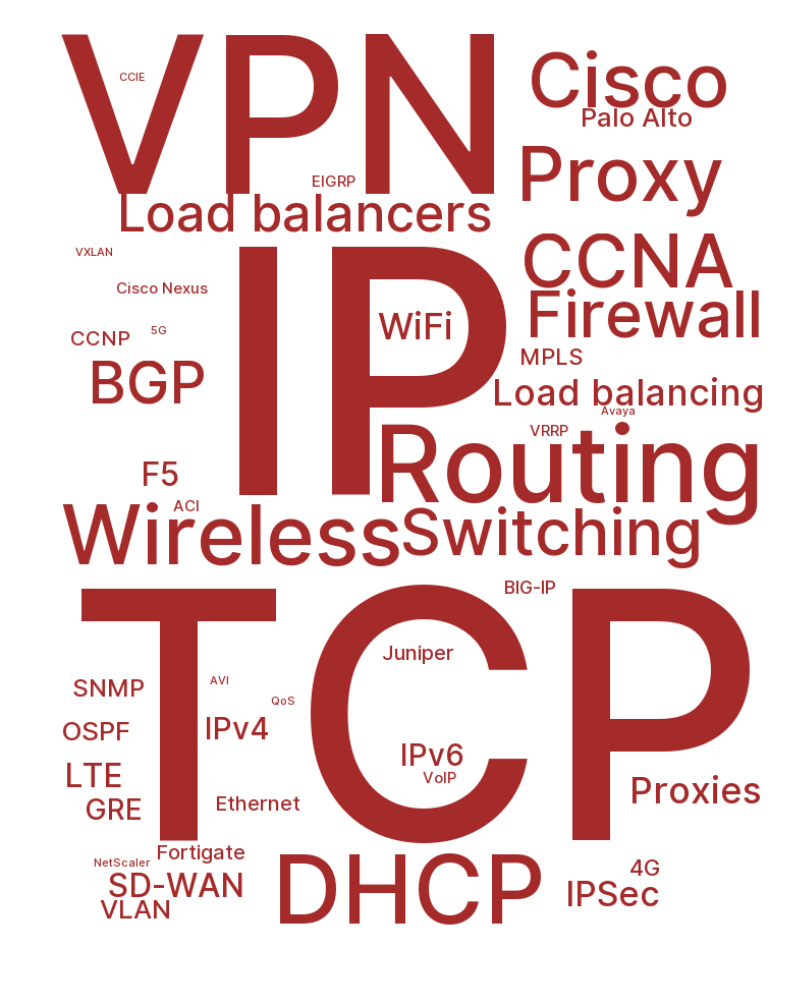 VPN
CCIE
Cisco
Palo Alto
Proxy
EIGRP
Load balancers
CCNA
VXLAN
IP
Cisco Nexus
Firewall
WiFi
5G
CCNP
MPLS
BGP
Load balancing
Avaya
VRRP
Routing
F5
ACI
Wireless
Switching
BIG-IP
TCP
Juniper
SNMP
AVI
QoS
OSPF
IPv4
IPv6
LTE
VoIP
Proxies
GRE
Ethernet
Fortigate
NetScaler
4G
SD-WAN
DHCP
IPSec
VLAN